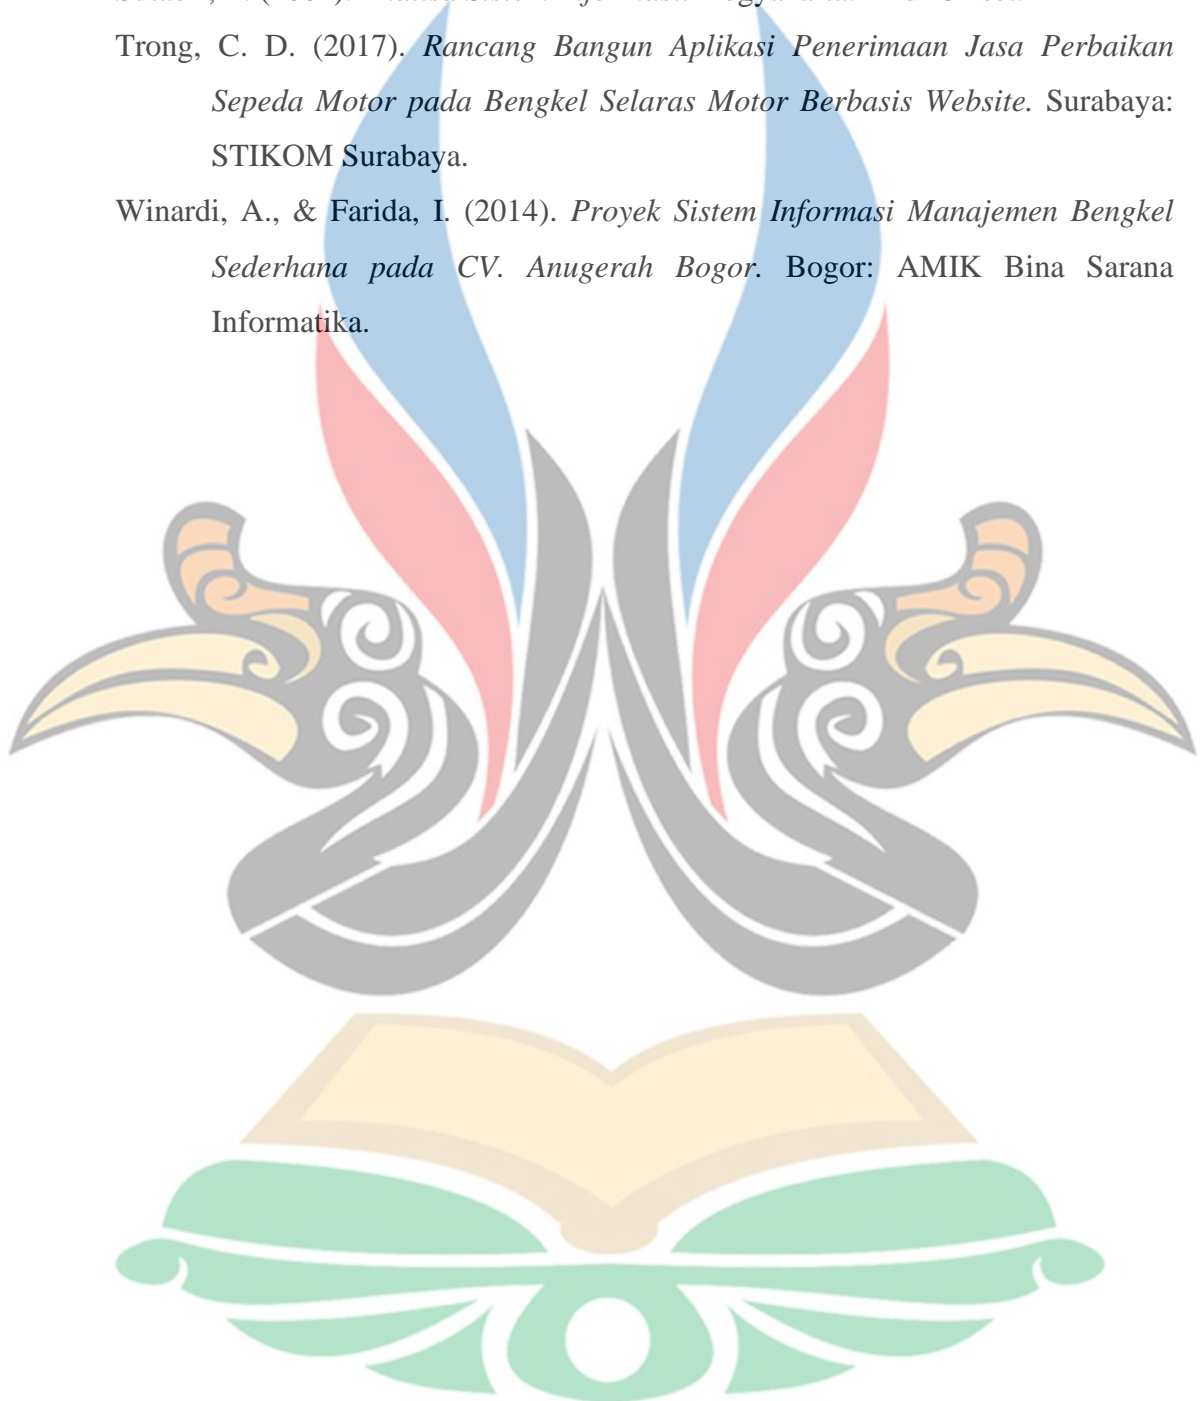 Trong, C. D. (2017). Rancang Bangun Aplikasi Penerimaan Jasa Perbaikan
Sepeda Motor pada Bengkel Selaras Motor Berbasis Website. Surabaya:
STIKOM Surabaya.
Winardi, A., & Farida, I. (2014). Proyek Sistem Informasi Manajemen Bengkel
Sederhana pada CV. Anugerah Bogor. Bogor: AMIK Bina Sarana
Informatika.